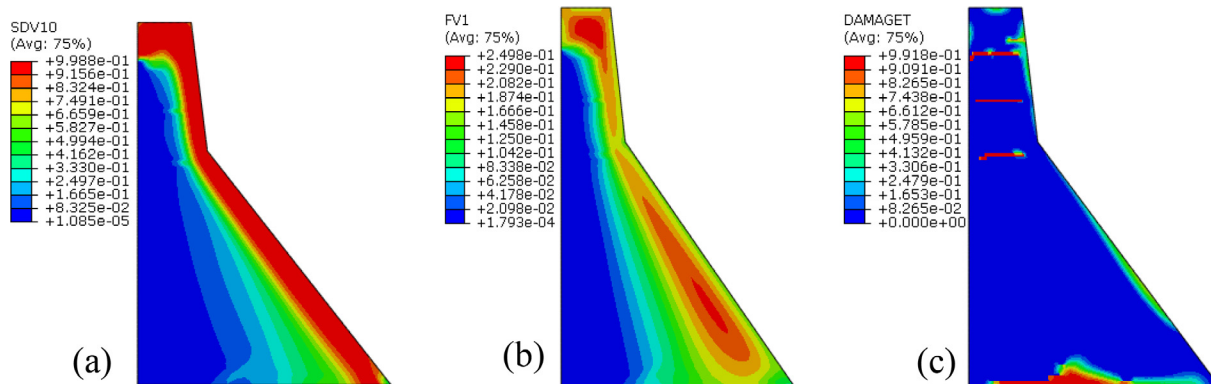 SDV10
(Avg: 75%)
+9.988e-01
+9.156e-01
+8.324e-01
+7.491e-01
+6.659e-01
+5.827e-01
+4.994e-01
+4.162e-01
+3.330e-01
+2.497e-01
+1.665e-01
+8.325e-02
+1.085e-05
(a)
FV1
(Avg: 75%)
+2.498e-01
+2.290e-01
+2.082e-01
+1.874e-01
+1.666e-01
+1.458e-01
+1.250e-01
+1.042e-01
+8.338e-02
+6.258e-02
+4.178e-02
+2.098e-02
+1.793e-04
(b)
DAMAGET
(Avg: 75%)
+9.918e-01
+9.091e-01
+8.265e-01
+7.438e-01
+6.612e-01
+5.785e-01
+4.959e-01
+4.132e-01
+3.306e-01
+2.479e-01
+1.653e-01
+8.265e-02
+0.000e+00
(c)